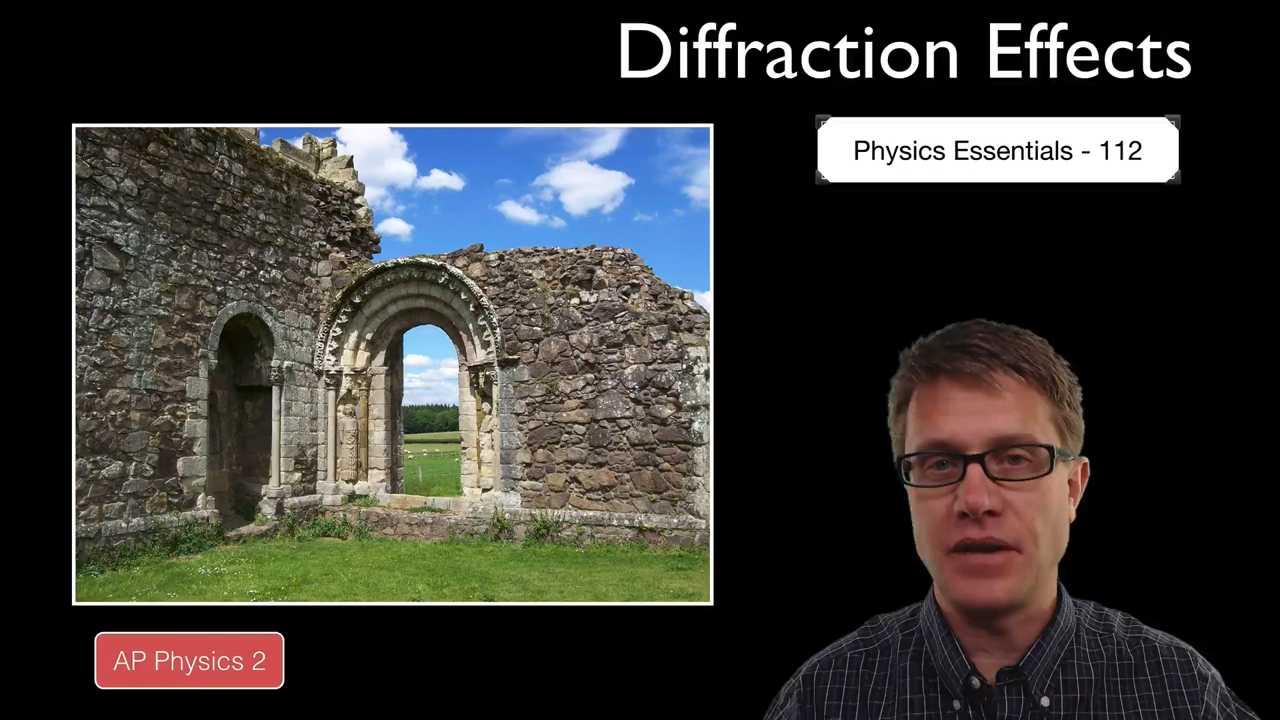 Diffraction Effects
Physics Essentials - 112
AP Physics 2